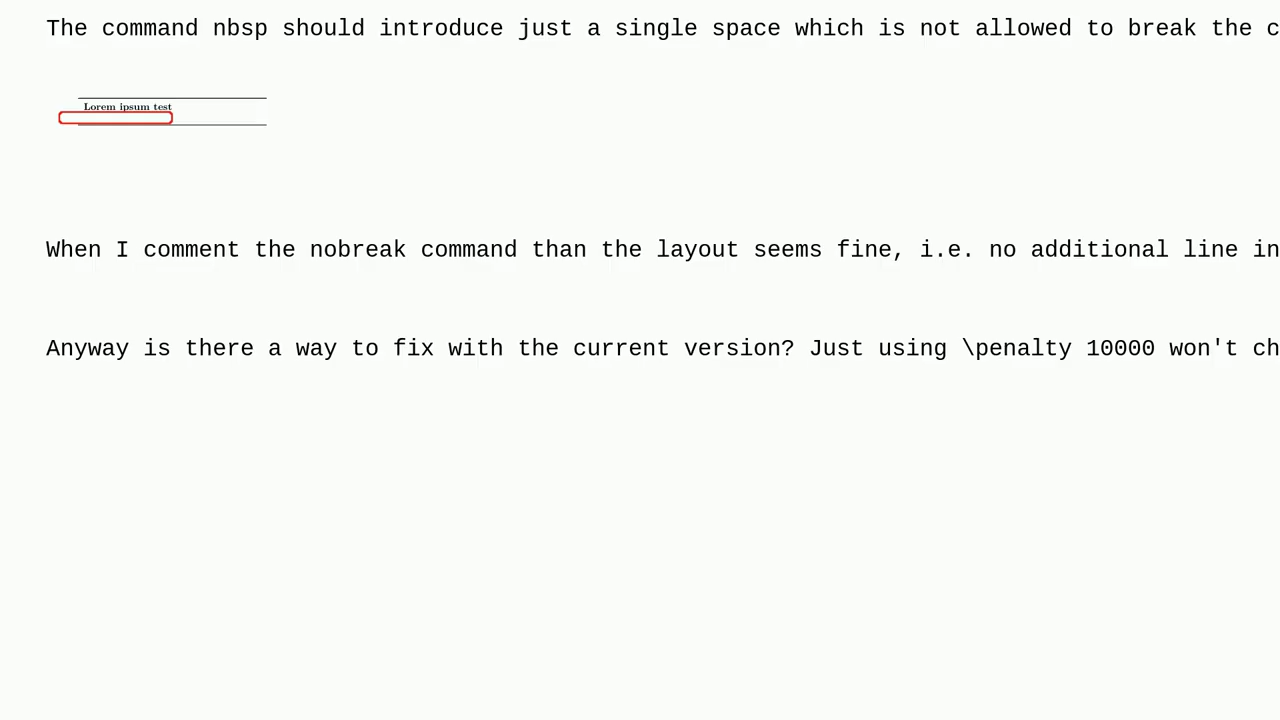 The command nbsp should introduce just a single space which is not allowed to break the c
Lorem ipsum test
When I comment the nobreak command than the layout seems fine, i.e. no additional line in
Anyway is there a way to fix with the current version? Just using \penalty 10000 won't ch